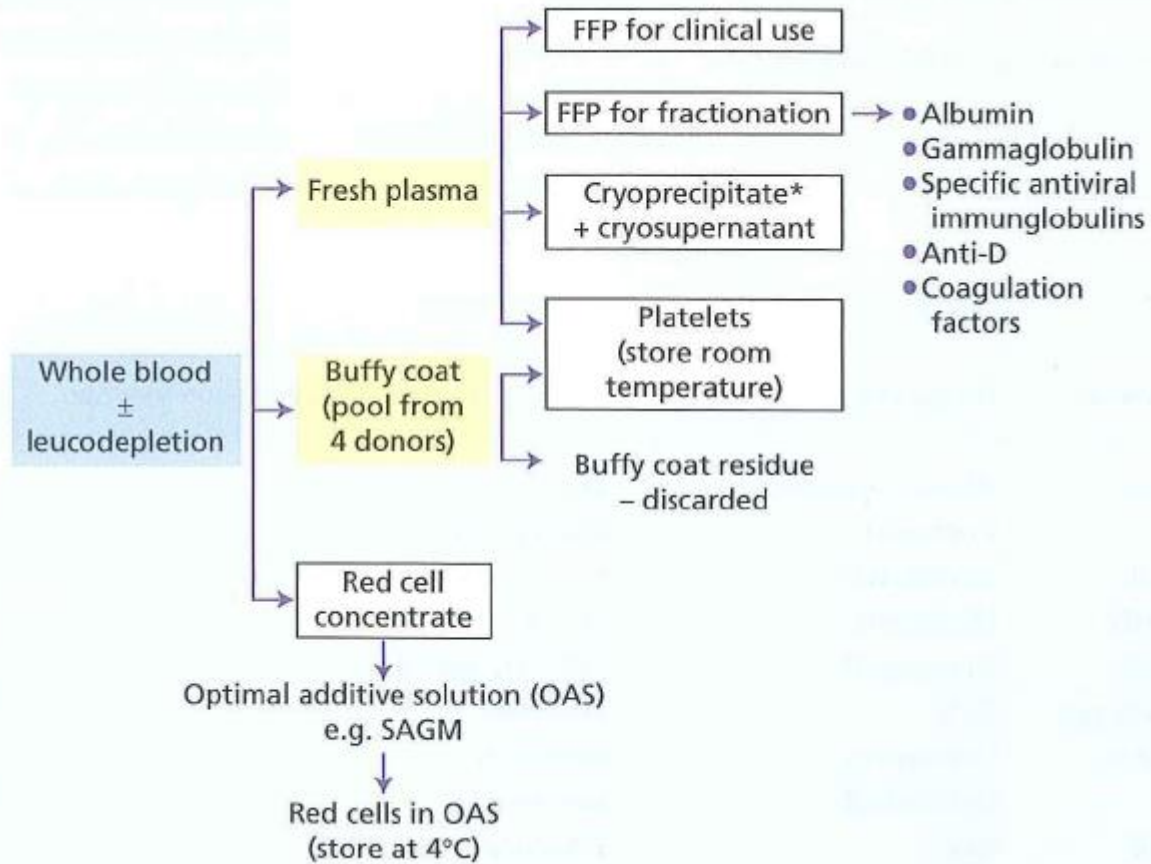 FFP for clinical use
FFP for fractionation
• Albumin
• Gammaglobulin
• Specific antiviral
immunglobulins
• Anti-D
• Coagulation
factors
Fresh plasma
Cryoprecipitate*
+ cryosupernatant
Platelets
(store room
temperature)
Whole blood
±
leucodepletion
Buffy coat
(pool from
4 donors)
Buffy coat residue
– discarded
Red cell
concentrate
Optimal additive solution (OAS)
e.g. SAGM
Red cells in OAS
(store at 4°C)